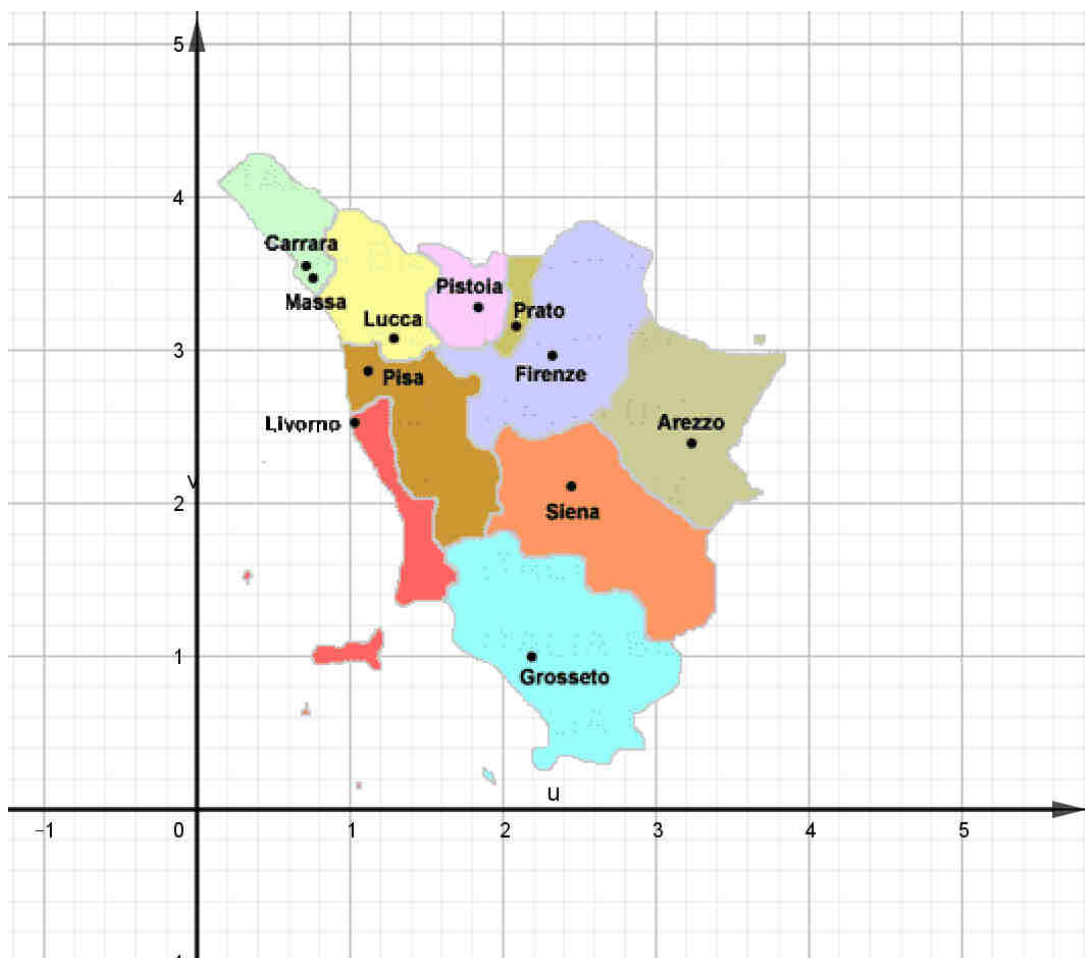 5
4
Carrara
Massa
Pistoia
Prato
Lucca
3
Pisa
Firenze
Livorno
Arezzo
v
2
Siena
1
Grosseto
u
−1
0
1
2
3
4
5